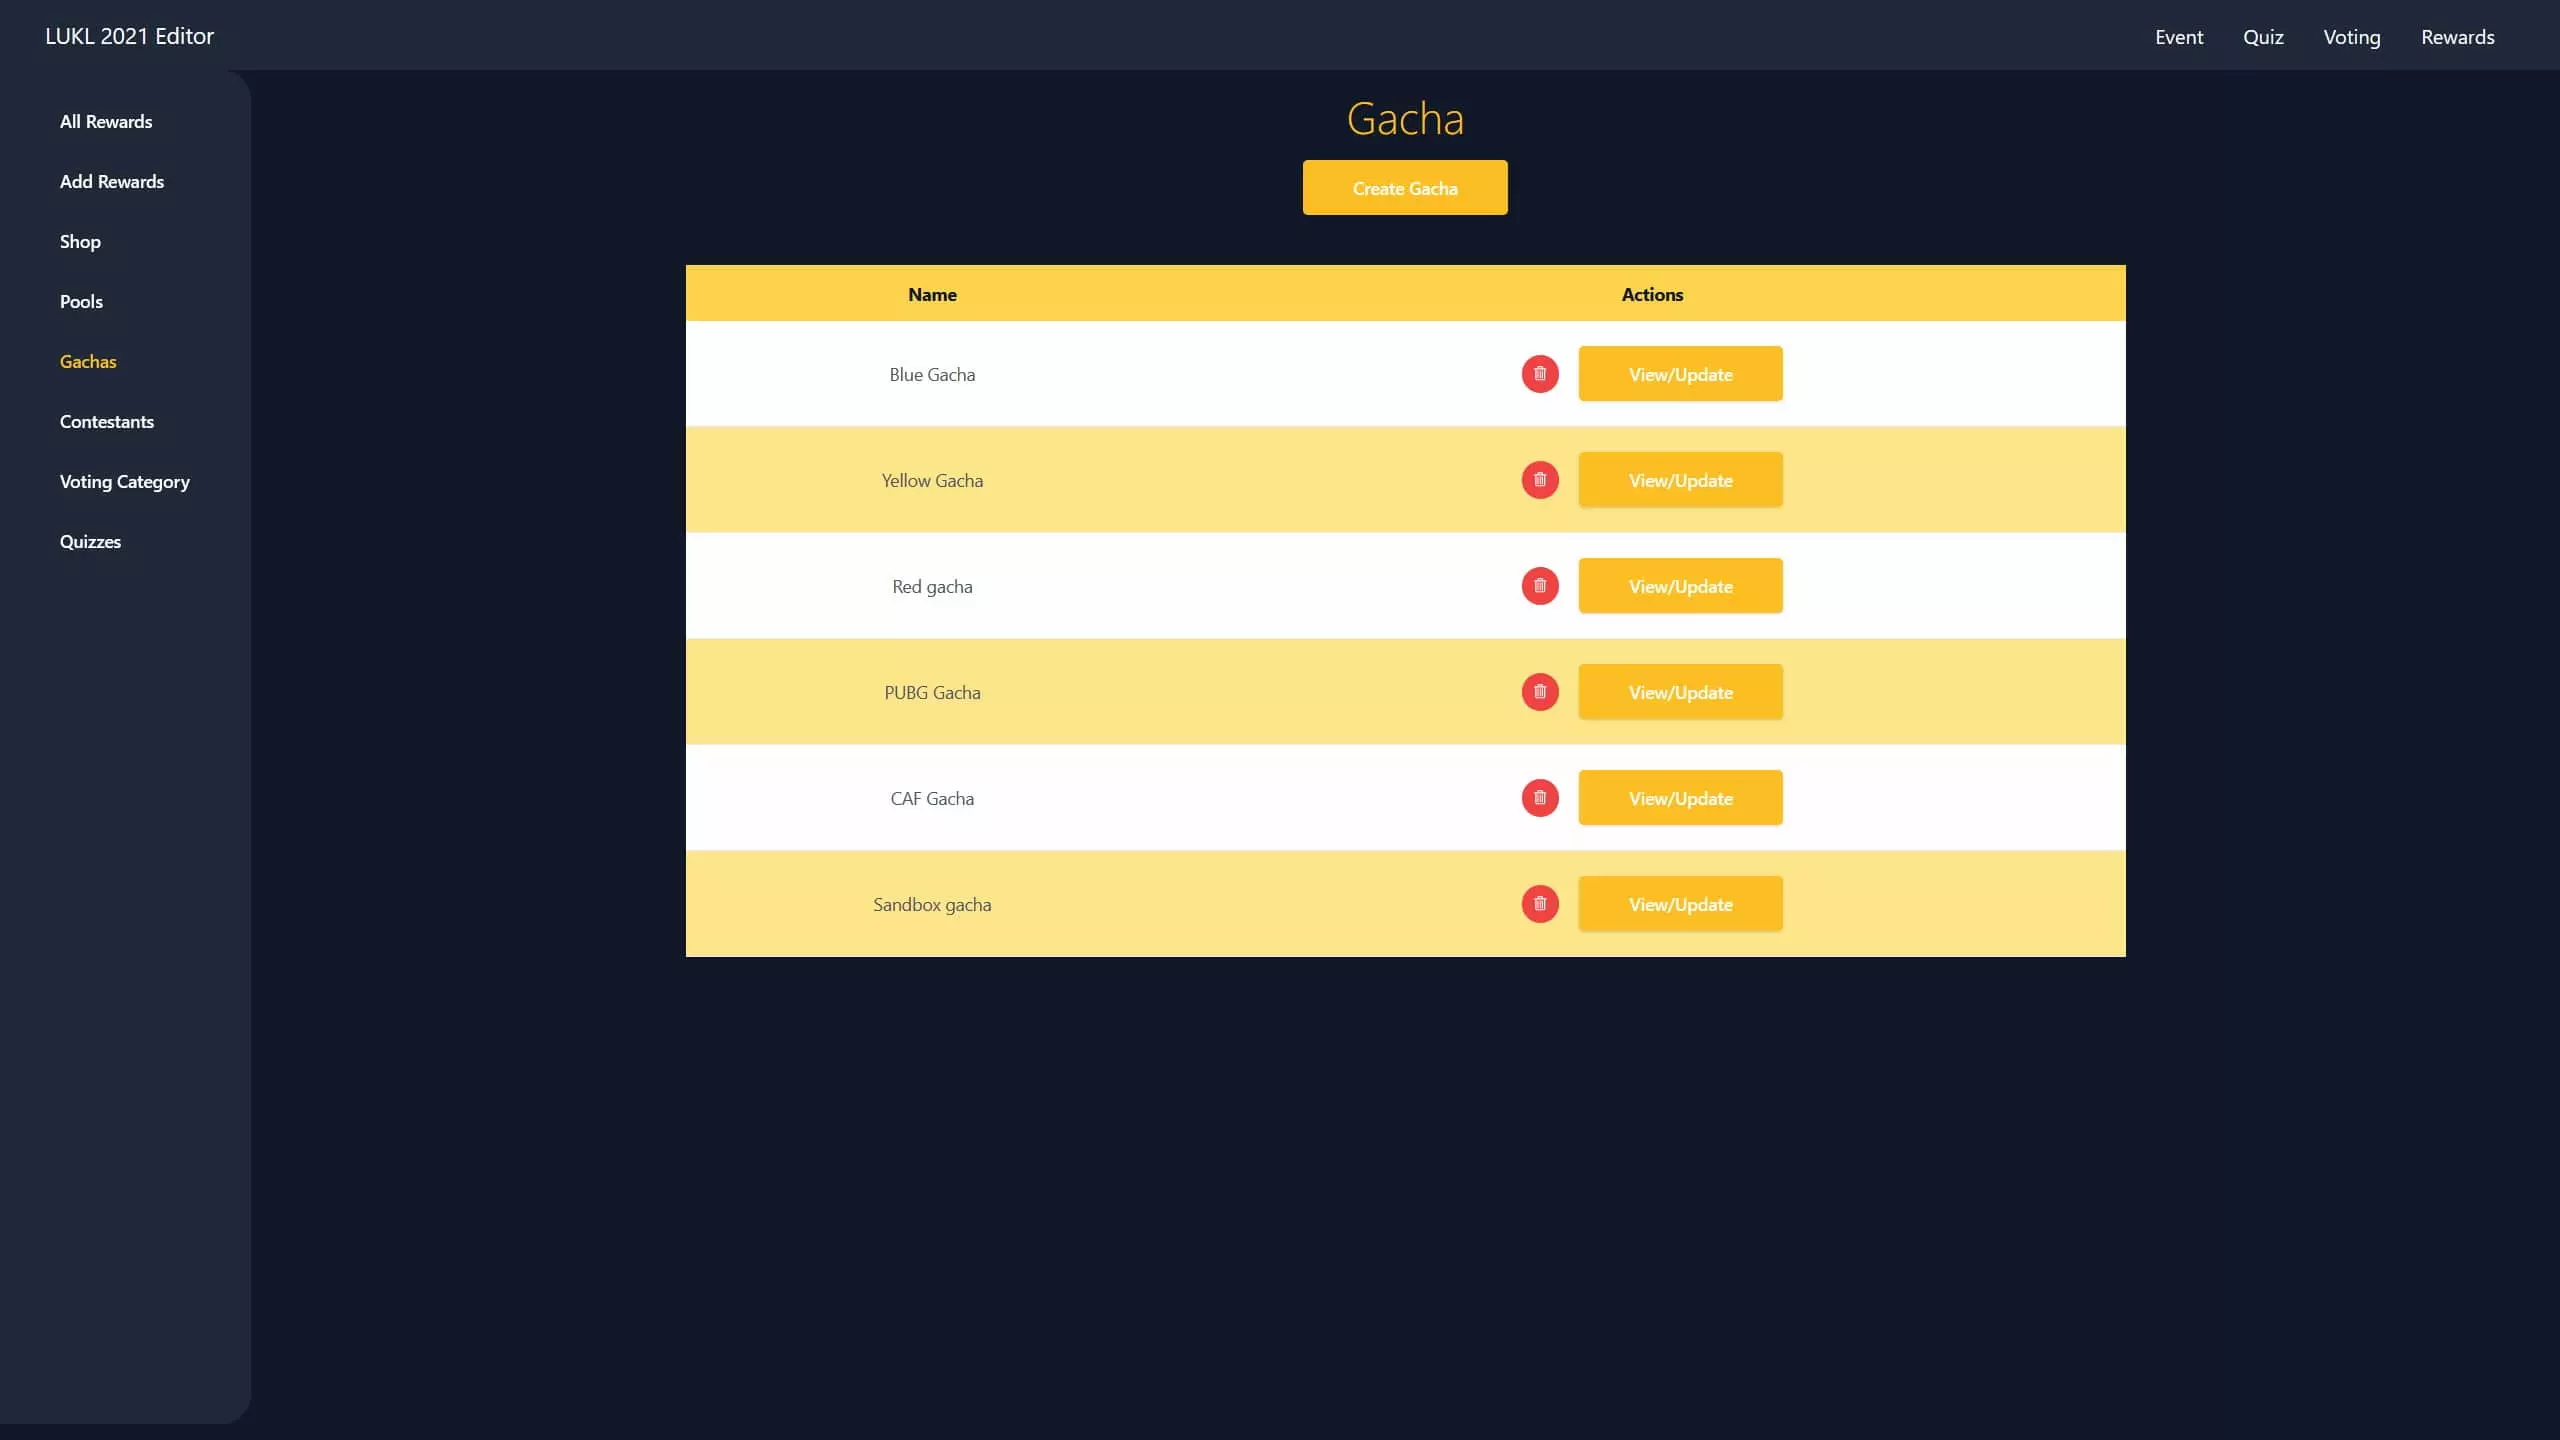 LUKL 2021 Editor
Event
Quiz
Voting
Rewards
All Rewards
Add Rewards
Shop
Pools
Gachas
Contestants
Voting Category
Quizzes
Gacha
Create Gacha
Name Actions
Blue Gacha View/Update
Yellow Gacha View/Update
Red gacha View/Update
PUBG Gacha View/Update
CAF Gacha View/Update
Sandbox gacha View/Update